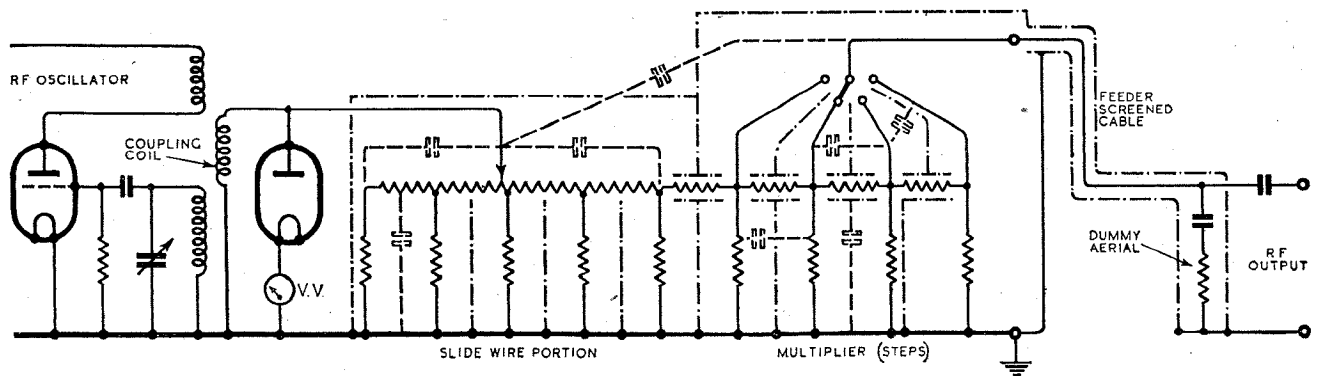 RF OSCILLATOR
COUPLING
COIL
V.V.
SLIDE WIRE PORTION
MULTIPLIER (STEPS)
FEEDER
SCREENED
CABLE
DUMMY
AERIAL
RF
OUTPUT